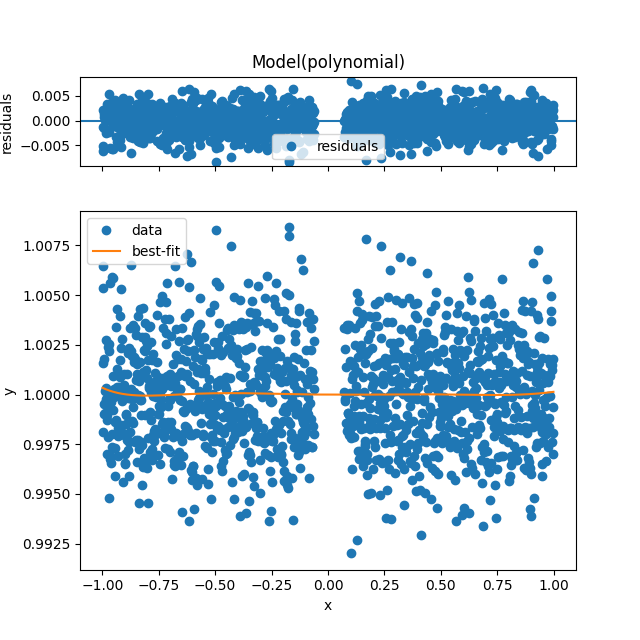 Model(polynomial)
residuals
0.005
0.000
−0.005
residuals
data
best-fit
y
1.0075
1.0050
1.0025
1.0000
0.9975
0.9950
0.9925
−1.00 −0.75 −0.50 −0.25 0.00 0.25 0.50 0.75 1.00
x